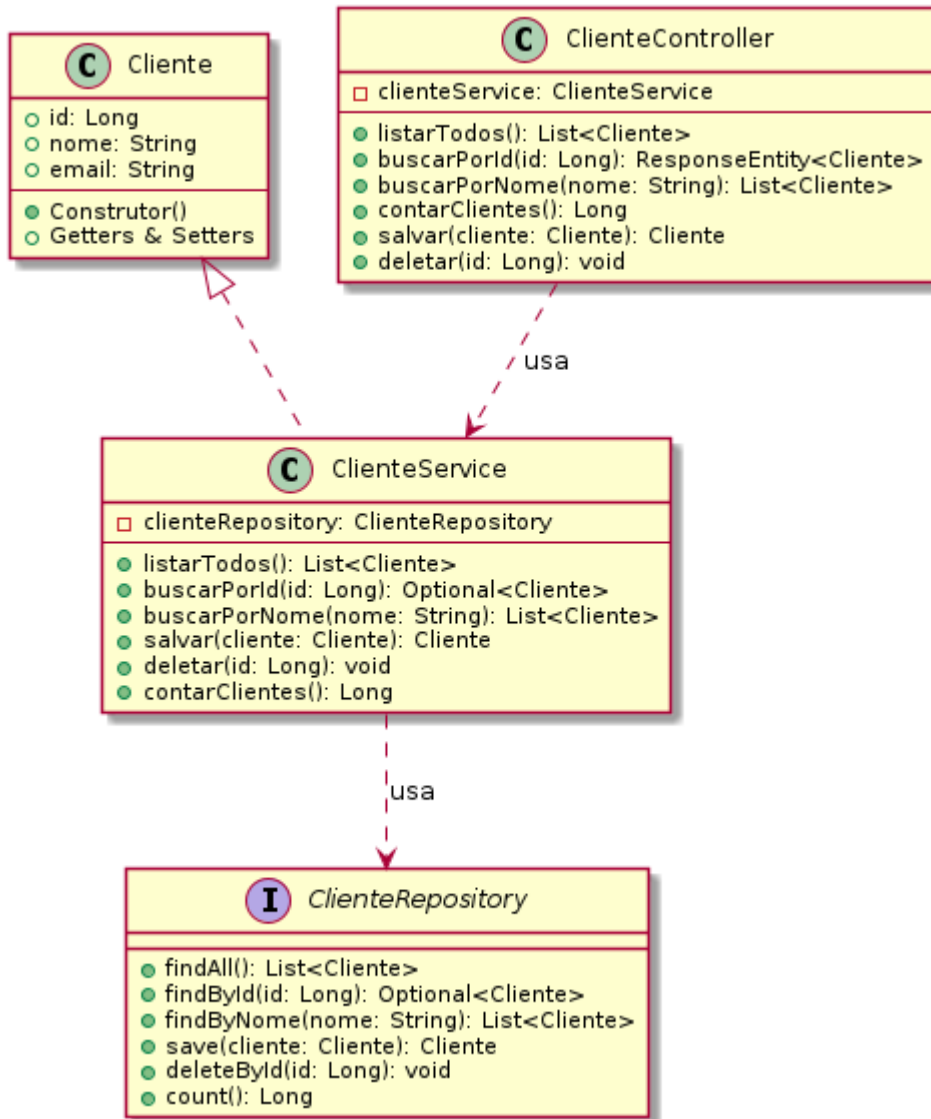 C Cliente
id: Long
nome: String
email: String
Construtor()
Getters & Setters
C ClienteController
clienteService: ClienteService
listarTodos(): List<Cliente>
buscarPorId(id: Long): ResponseEntity<Cliente>
buscarPorNome(nome: String): List<Cliente>
contarClientes(): Long
salvar(cliente: Cliente): Cliente
deletar(id: Long): void
usa
C ClienteService
clienteRepository: ClienteRepository
listarTodos(): List<Cliente>
buscarPorId(id: Long): Optional<Cliente>
buscarPorNome(nome: String): List<Cliente>
salvar(cliente: Cliente): Cliente
deletar(id: Long): void
contarClientes(): Long
usa
I ClienteRepository
findAll(): List<Cliente>
findById(id: Long): Optional<Cliente>
findByNome(nome: String): List<Cliente>
save(cliente: Cliente): Cliente
deleteById(id: Long): void
count(): Long